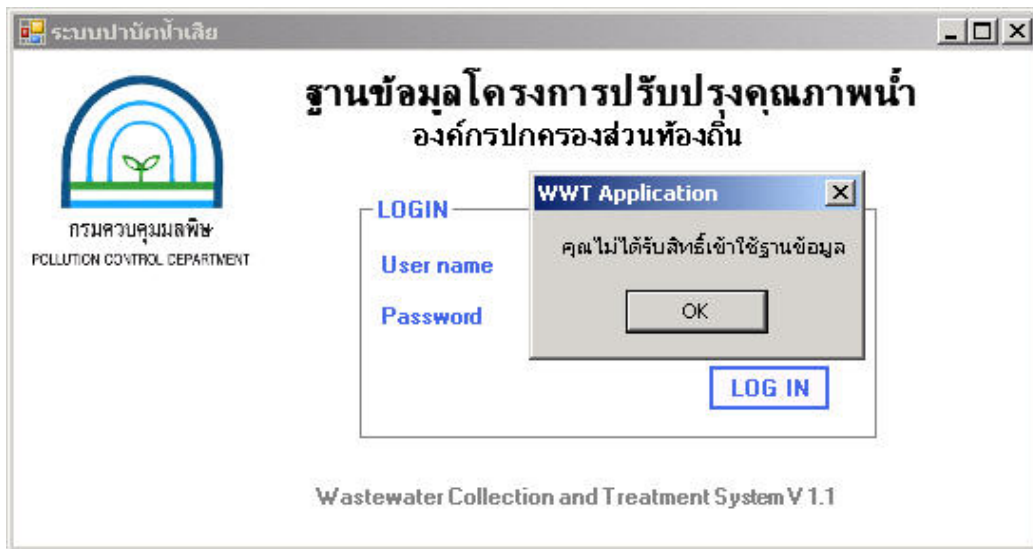 ระบบบำบัดน้ำเสีย
ฐานข้อมูลโครงการปรับปรุงคุณภาพน้ำ
องค์กรปกครองส่วนท้องถิ่น
กรมควบคุมมลพิษ
POLLUTION CONTROL DEPARTMENT
LOGIN
User name
Password
WWT Application
คุณไม่ได้รับสิทธิ์เข้าใช้ฐานข้อมูล
OK
LOG IN
Wastewater Collection and Treatment System V 1.1